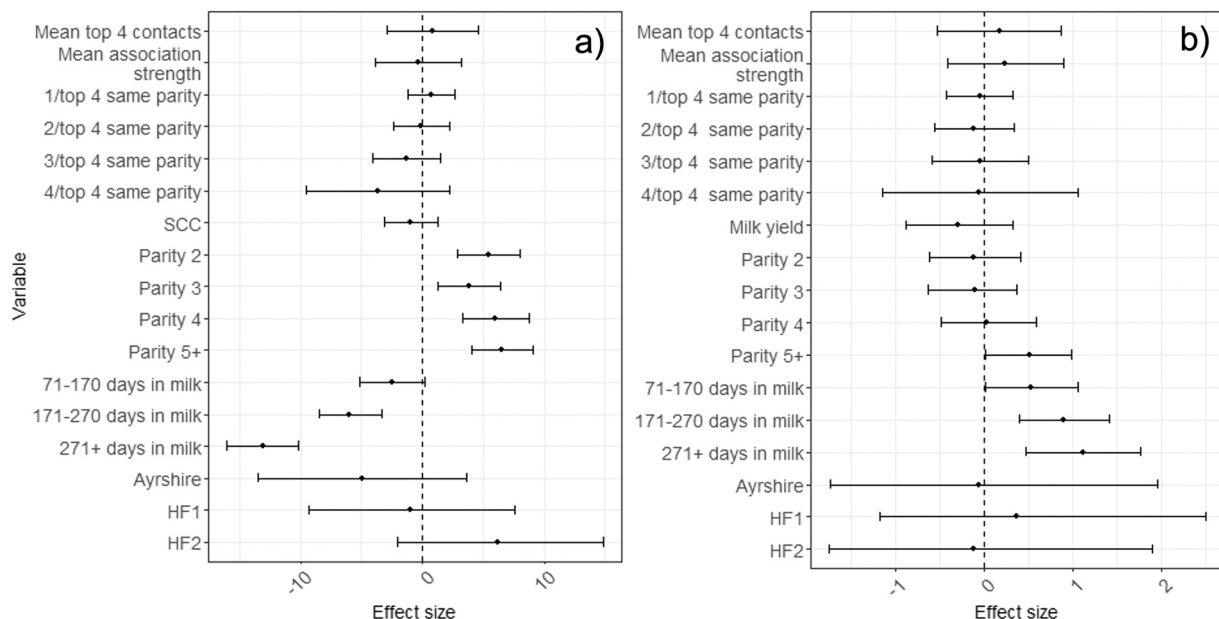 a)
Variable
Mean top 4 contacts
Mean association
strength
1/top 4 same parity
2/top 4 same parity
3/top 4 same parity
4/top 4 same parity
SCC
Parity 2
Parity 3
Parity 4
Parity 5+
71-170 days in milk
171-270 days in milk
271+ days in milk
Ayrshire
HF1
HF2
-10
0
10
Effect size
b)
Mean top 4 contacts
Mean association
strength
1/top 4 same parity
2/top 4 same parity
3/top 4 same parity
4/top 4 same parity
Milk yield
Parity 2
Parity 3
Parity 4
Parity 5+
71-170 days in milk
171-270 days in milk
271+ days in milk
Ayrshire
HF1
HF2
-1
0
1
2
Effect size